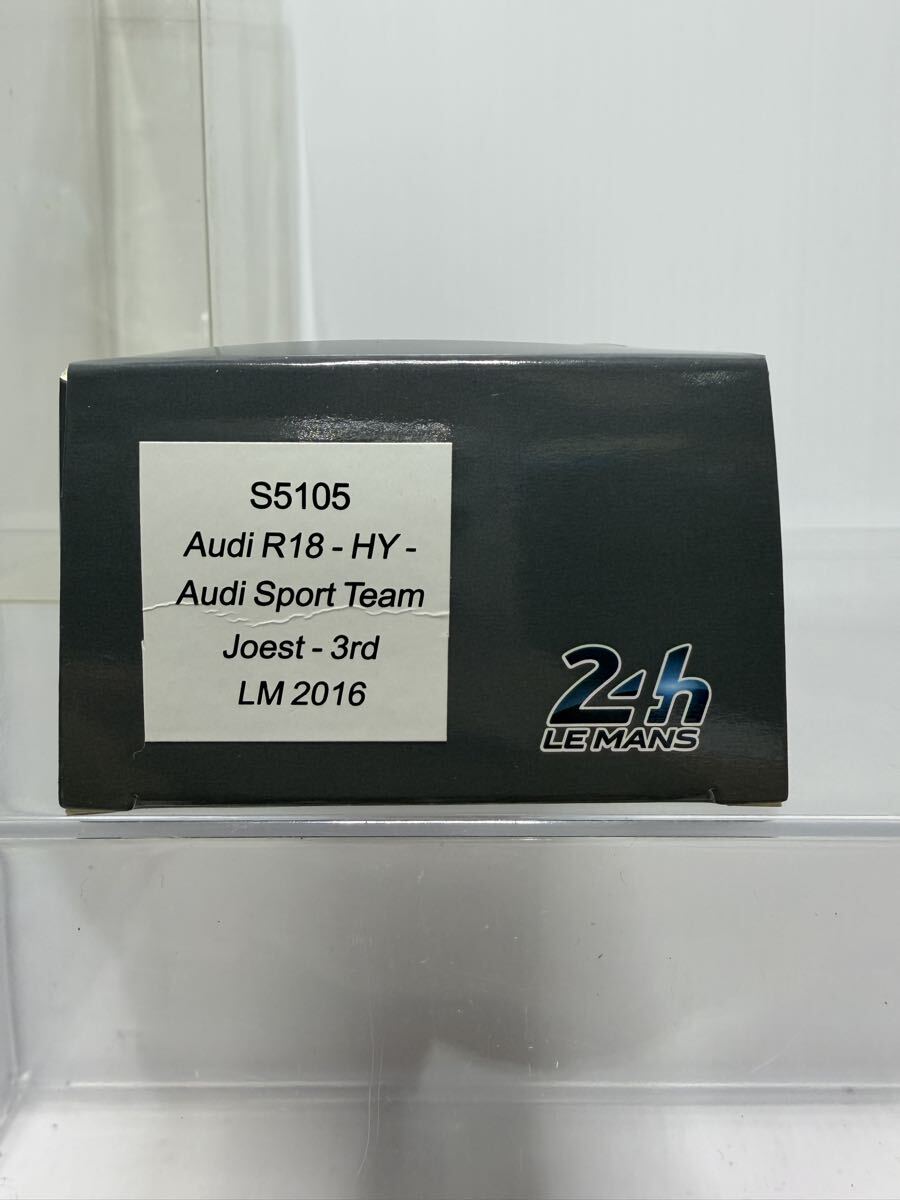 S5105
Audi R18 - HY -
Audi Sport Team
Joest - 3rd
LM 2016
24h
LE MANS